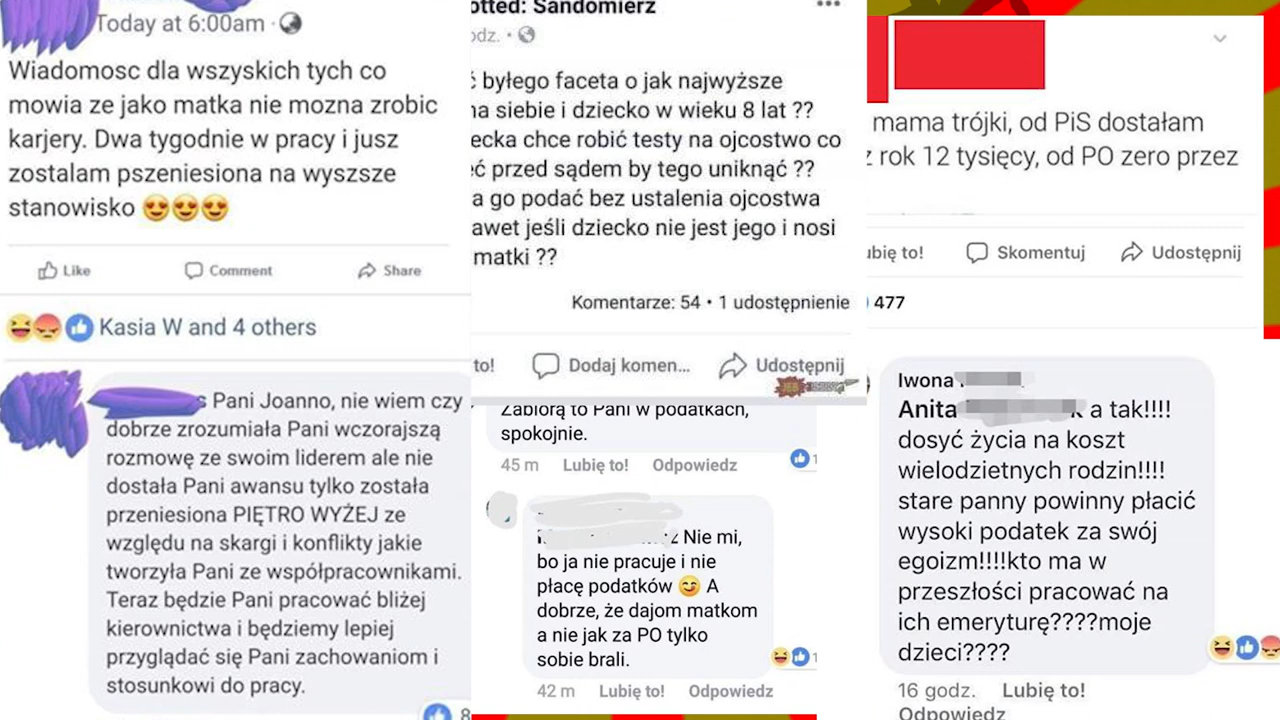 Today at 6:00am ·
Wiadomosc dla wszyskich tych co
mowia ze jako matka nie mozna zrobic
karjery. Dwa tygodnie w pracy i jusz
zostalam pszeniesiona na wyszsze
stanowisko 😍😍😍
Like Comment Share
Kasia W and 4 others
s Pani Joanno, nie wiem czy
dobrze zrozumiała Pani wczorajszą
rozmowę ze swoim liderem ale nie
dostała Pani awansu tylko została
przeniesiona PIĘTRO WYŻEJ ze
względu na skargi i konflikty jakie
tworzyła Pani ze współpracownikami.
Teraz będzie Pani pracować bliżej
kierownictwa i będziemy lepiej
przyglądać się Pani zachowaniom i
stosunkowi do pracy.
8
otted: Sandomierz
odz. ·
ć byłego faceta o jak najwyższe
na siebie i dziecko w wieku 8 lat ??
ecka chce robić testy na ojcostwo co
eć przed sądem by tego uniknąć ??
a go podać bez ustalenia ojcostwa
awet jeśli dziecko nie jest jego i nosi
matki ??
Komentarze: 54 • 1 udostępnienie
to! Dodaj komen... Udostępnij
Zabiorą to Pani w podatkach,
spokojnie.
45 m Lubię to! Odpowiedz 1
z Nie mi,
bo ja nie pracuje i nie
płacę podatków 😊 A
dobrze, że dajom matkom
a nie jak za PO tylko
sobie brali.
1
42 m Lubię to! Odpowiedz
mama trójki, od PiS dostałam
z rok 12 tysięcy, od PO zero przez
ubię to! Skomentuj Udostępnij
477
Iwona
Anita k a tak!!!!
dosyć życia na koszt
wielodzietnych rodzin!!!!
stare panny powinny płacić
wysoki podatek za swój
egoizm!!!!kto ma w
przeszłości pracować na
ich emeryturę????moje
dzieci????
16 godz. Lubię to!
Odpowiedz